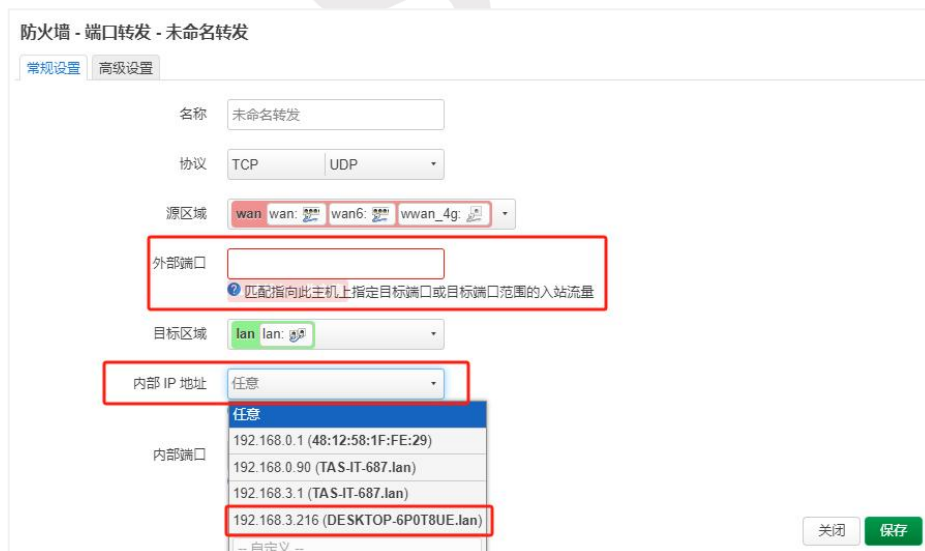 防火墙 - 端口转发 - 未命名转发
常规设置 高级设置
名称 未命名转发
协议 TCP UDP
源区域 wan wan: wan6: wwan_4g:
外部端口
匹配指向此主机上指定目标端口或目标端口范围的入站流量
目标区域 lan lan:
内部 IP 地址 任意
任意
192.168.0.1 (48:12:58:1F:FE:29)
内部端口
192.168.0.90 (TAS-IT-687.lan)
192.168.3.1 (TAS-IT-687.lan)
192.168.3.216 (DESKTOP-6P0T8UE.lan)
-- 自定义 --
关闭 保存